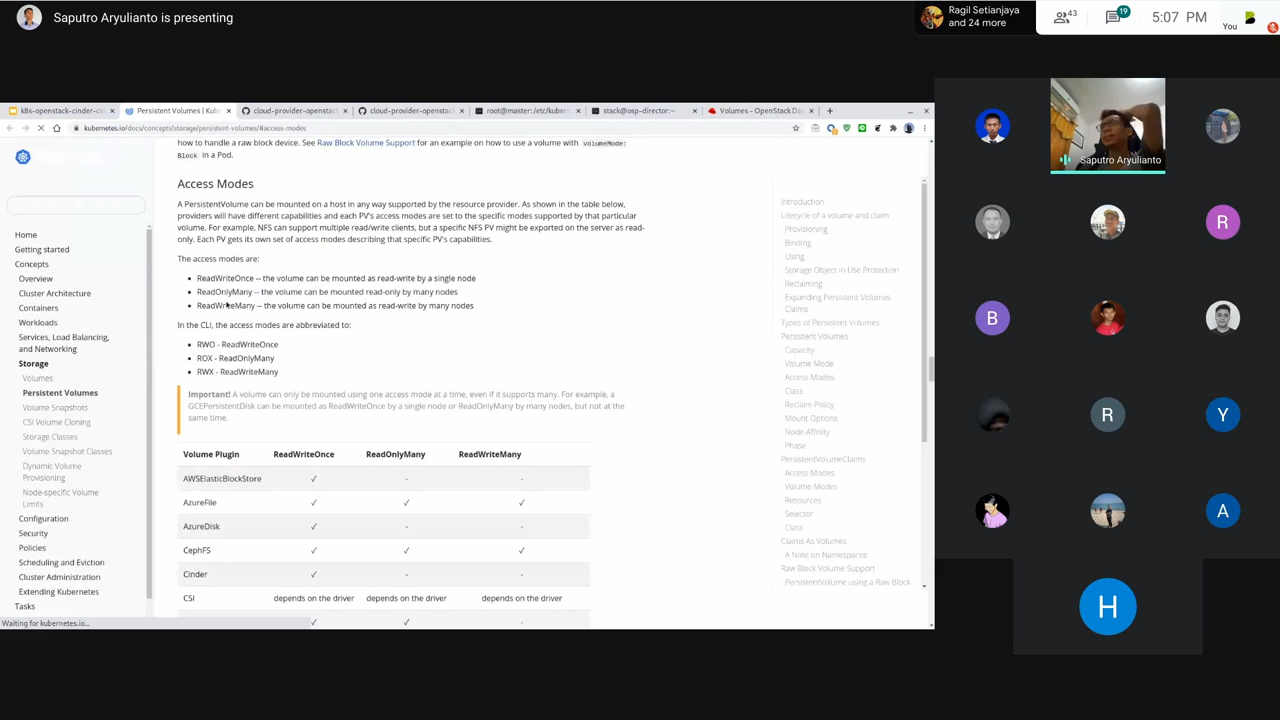 Saputro Aryulianto is presenting
Ragil Setianjaya
and 24 more
43
19
5:07 PM
You
k8s-openstack-cinder-cs
Persistent Volumes | Kub
cloud-provider-openstac
cloud-provider-openstac
root@master: /etc/kubern
stack@osp-director:~
Volumes - OpenStack Da
kubernetes.io/docs/concepts/storage/persistent-volumes/#access-modes
Home
Getting started
Concepts
Overview
Cluster Architecture
Containers
Workloads
Services, Load Balancing,
and Networking
Storage
Volumes
Persistent Volumes
Volume Snapshots
CSI Volume Cloning
Storage Classes
Volume Snapshot Classes
Dynamic Volume
Provisioning
Node-specific Volume
Limits
Configuration
Security
Policies
Scheduling and Eviction
Cluster Administration
Extending Kubernetes
Tasks
Waiting for kubernetes.io...
how to handle a raw block device. See Raw Block Volume Support for an example on how to use a volume with volumeMode:
Block in a Pod.
Access Modes
A PersistentVolume can be mounted on a host in any way supported by the resource provider. As shown in the table below,
providers will have different capabilities and each PV's access modes are set to the specific modes supported by that particular
volume. For example, NFS can support multiple read/write clients, but a specific NFS PV might be exported on the server as read-
only. Each PV gets its own set of access modes describing that specific PV's capabilities.
The access modes are:
ReadWriteOnce -- the volume can be mounted as read-write by a single node
ReadOnlyMany -- the volume can be mounted read-only by many nodes
ReadWriteMany -- the volume can be mounted as read-write by many nodes
In the CLI, the access modes are abbreviated to:
RWO - ReadWriteOnce
ROX - ReadOnlyMany
RWX - ReadWriteMany
Important! A volume can only be mounted using one access mode at a time, even if it supports many. For example, a
GCEPersistentDisk can be mounted as ReadWriteOnce by a single node or ReadOnlyMany by many nodes, but not at the
same time.
Volume Plugin ReadWriteOnce ReadOnlyMany ReadWriteMany
AWSElasticBlockStore ✓ - -
AzureFile ✓ ✓ ✓
AzureDisk ✓ - -
CephFS ✓ ✓ ✓
Cinder ✓ - -
CSI depends on the driver depends on the driver depends on the driver
✓ ✓ -
Introduction
Lifecycle of a volume and claim
Provisioning
Binding
Using
Storage Object in Use Protection
Reclaiming
Expanding Persistent Volumes
Claims
Types of Persistent Volumes
Persistent Volumes
Capacity
Volume Mode
Access Modes
Class
Reclaim Policy
Mount Options
Node Affinity
Phase
PersistentVolumeClaims
Access Modes
Volume Modes
Resources
Selector
Class
Claims As Volumes
A Note on Namespaces
Raw Block Volume Support
PersistentVolume using a Raw Block
Saputro Aryulianto
R
B
R
Y
A
H